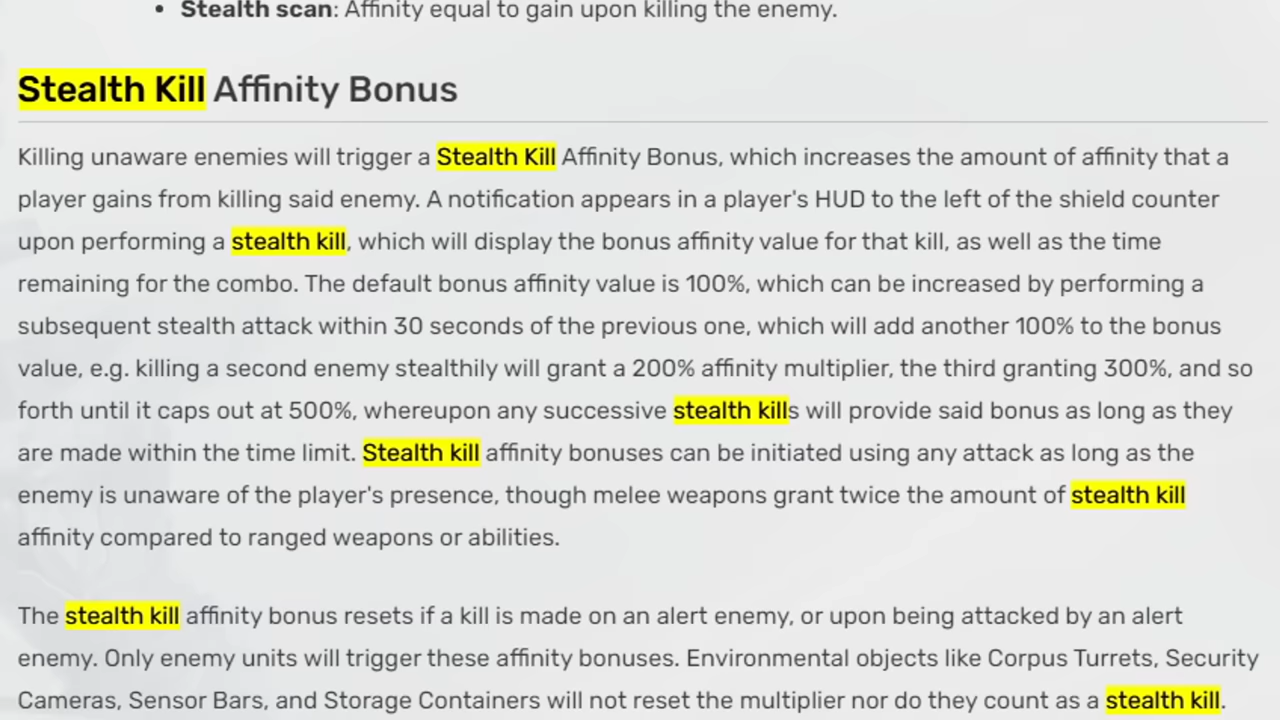 • Stealth scan: Affinity equal to gain upon killing the enemy.
Stealth Kill Affinity Bonus
Killing unaware enemies will trigger a Stealth Kill Affinity Bonus, which increases the amount of affinity that a
player gains from killing said enemy. A notification appears in a player's HUD to the left of the shield counter
upon performing a stealth kill, which will display the bonus affinity value for that kill, as well as the time
remaining for the combo. The default bonus affinity value is 100%, which can be increased by performing a
subsequent stealth attack within 30 seconds of the previous one, which will add another 100% to the bonus
value, e.g. killing a second enemy stealthily will grant a 200% affinity multiplier, the third granting 300%, and so
forth until it caps out at 500%, whereupon any successive stealth kills will provide said bonus as long as they
are made within the time limit. Stealth kill affinity bonuses can be initiated using any attack as long as the
enemy is unaware of the player's presence, though melee weapons grant twice the amount of stealth kill
affinity compared to ranged weapons or abilities.
The stealth kill affinity bonus resets if a kill is made on an alert enemy, or upon being attacked by an alert
enemy. Only enemy units will trigger these affinity bonuses. Environmental objects like Corpus Turrets, Security
Cameras, Sensor Bars, and Storage Containers will not reset the multiplier nor do they count as a stealth kill.